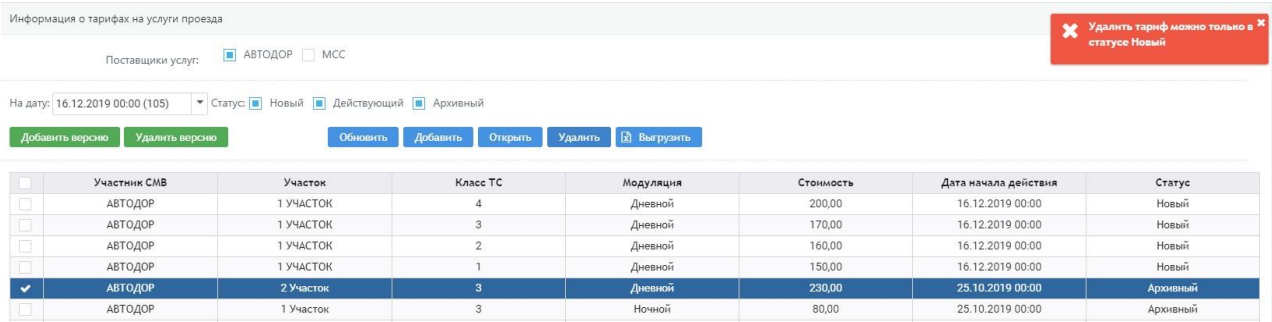 Информация о тарифах на услуги проезда
Удалить тариф можно только в
статусе Новый
Поставщики услуг: АВТОДОР МСС
На дату: 16.12.2019 00:00 (105) Статус: Новый Действующий Архивный
Добавить версию Удалить версию Обновить Добавить Открыть Удалить Выгрузить
Участник СМВ Участок Класс ТС Модуляция Стоимость Дата начала действия Статус
АВТОДОР 1 УЧАСТОК 4 Дневной 200,00 16.12.2019 00:00 Новый
АВТОДОР 1 УЧАСТОК 3 Дневной 170,00 16.12.2019 00:00 Новый
АВТОДОР 1 УЧАСТОК 2 Дневной 160,00 16.12.2019 00:00 Новый
АВТОДОР 1 УЧАСТОК 1 Дневной 150,00 16.12.2019 00:00 Новый
АВТОДОР 2 Участок 3 Дневной 230,00 25.10.2019 00:00 Архивный
АВТОДОР 1 Участок 3 Ночной 80,00 25.10.2019 00:00 Архивный